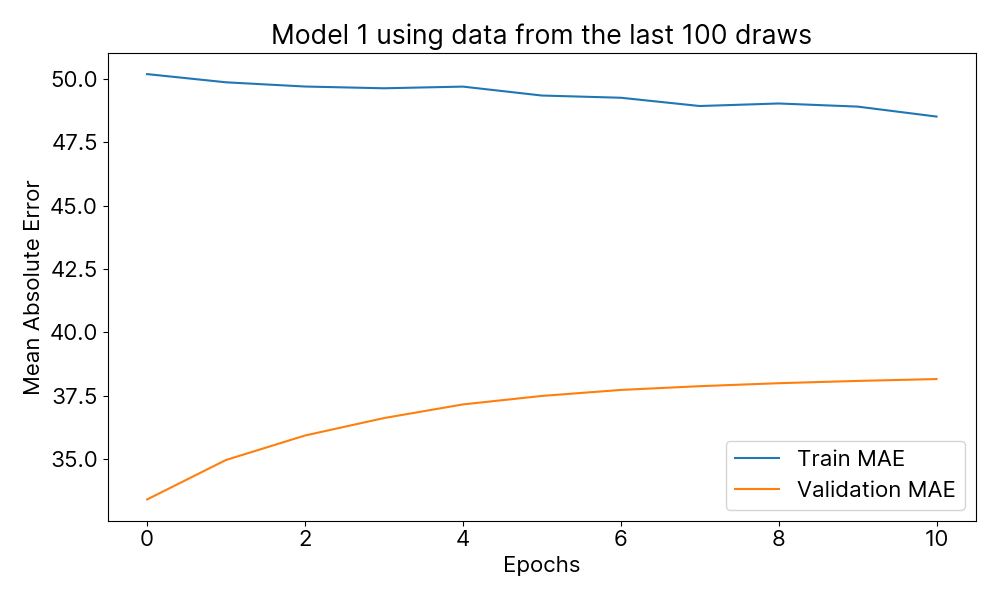 Model 1 using data from the last 100 draws
50.0
47.5
45.0
42.5
40.0
37.5
35.0
Mean Absolute Error
Train MAE
Validation MAE
0 2 4 6 8 10
Epochs